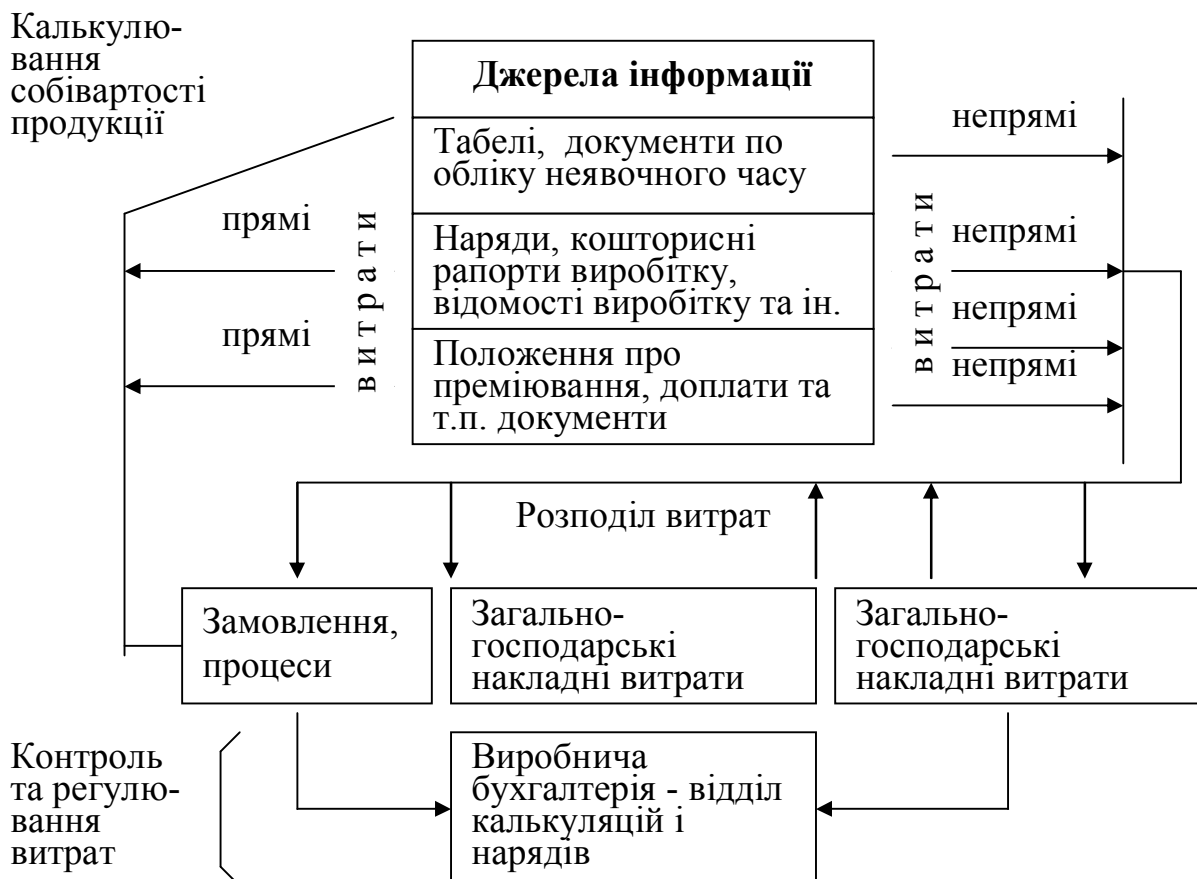 Калькулю-
вання
собівартості
продукції
Джерела інформації
Табелі, документи по
обліку неявочного часу
Наряди, кошторисні
рапорти виробітку,
відомості виробітку та ін.
Положення про
преміювання, доплати та
т.п. документи
прямі
прямі
витрати
витрати
непрямі
непрямі
непрямі
непрямі
Розподіл витрат
Замовлення,
процеси
Загально-
господарські
накладні витрати
Загально-
господарські
накладні витрати
Контроль
та регулю-
вання
витрат
Виробнича
бухгалтерія - відділ
калькуляцій і
нарядів